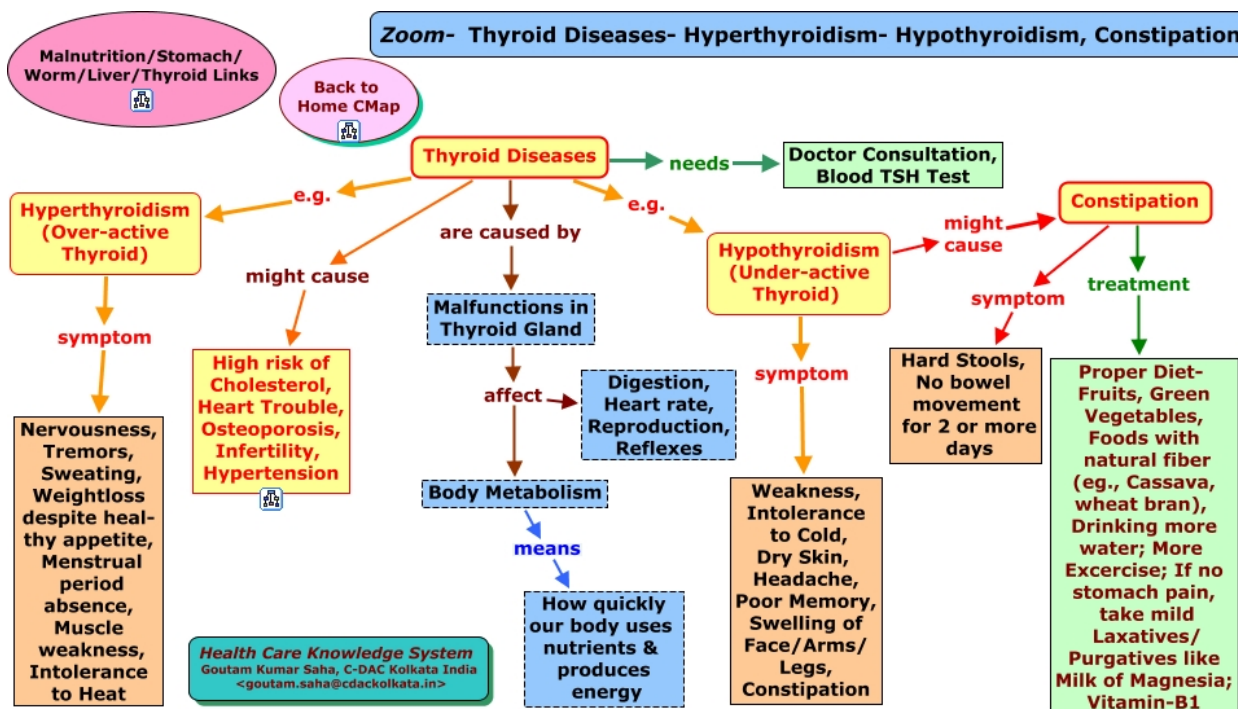 Zoom- Thyroid Diseases- Hyperthyroidism- Hypothyroidism, Constipation
Malnutrition/Stomach/
Worm/Liver/Thyroid Links
Back to
Home CMap
Thyroid Diseases
needs
Doctor Consultation,
Blood TSH Test
e.g.
Hyperthyroidism
(Over-active
Thyroid)
symptom
Nervousness,
Tremors,
Sweating,
Weightloss
despite heal-
thy appetite,
Menstrual
period
absence,
Muscle
weakness,
Intolerance
to Heat
might cause
High risk of
Cholesterol,
Heart Trouble,
Osteoporosis,
Infertility,
Hypertension
are caused by
Malfunctions in
Thyroid Gland
affect
Digestion,
Heart rate,
Reproduction,
Reflexes
Body Metabolism
means
How quickly
our body uses
nutrients &
produces
energy
e.g.
Hypothyroidism
(Under-active
Thyroid)
symptom
Weakness,
Intolerance
to Cold,
Dry Skin,
Headache,
Poor Memory,
Swelling of
Face/Arms/
Legs,
Constipation
might
cause
Constipation
symptom
Hard Stools,
No bowel
movement
for 2 or more
days
treatment
Proper Diet-
Fruits, Green
Vegetables,
Foods with
natural fiber
(eg., Cassava,
wheat bran),
Drinking more
water; More
Excercise; If no
stomach pain,
take mild
Laxatives/
Purgatives like
Milk of Magnesia;
Vitamin-B1
Health Care Knowledge System
Goutam Kumar Saha, C-DAC Kolkata India
<goutam.saha@cdackolkata.in>